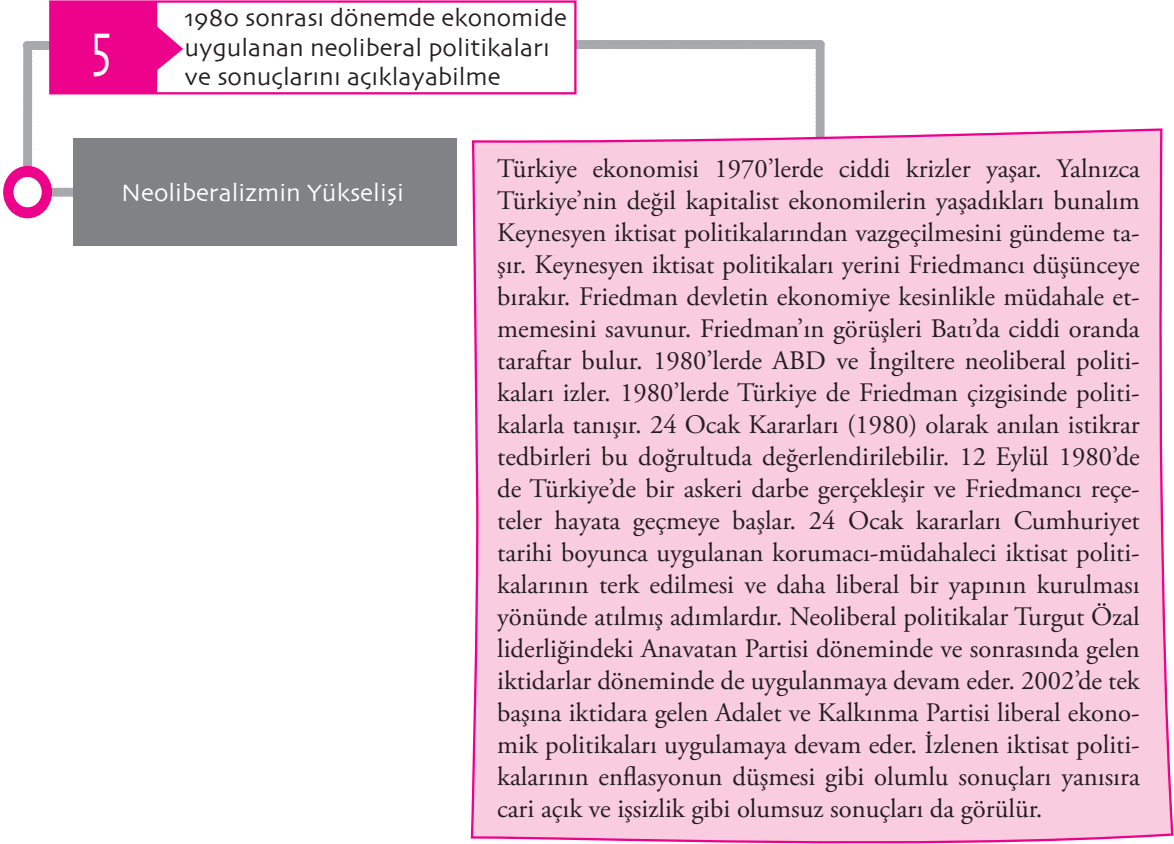 5
1980 sonrası dönemde ekonomide
uygulanan neoliberal politikaları
ve sonuçlarını açıklayabilme
Neoliberalizmin Yükselişi
Türkiye ekonomisi 1970’lerde ciddi krizler yaşar. Yalnızca
Türkiye’nin değil kapitalist ekonomilerin yaşadıkları bunalım
Keynesyen iktisat politikalarından vazgeçilmesini gündeme ta-
şır. Keynesyen iktisat politikaları yerini Friedmancı düşünceye
bırakır. Friedman devletin ekonomiye kesinlikle müdahale et-
memesini savunur. Friedman’ın görüşleri Batı’da ciddi oranda
taraftar bulur. 1980’lerde ABD ve İngiltere neoliberal politi-
kaları izler. 1980’lerde Türkiye de Friedman çizgisinde politi-
kalarla tanışır. 24 Ocak Kararları (1980) olarak anılan istikrar
tedbirleri bu doğrultuda değerlendirilebilir. 12 Eylül 1980’de
de Türkiye’de bir askeri darbe gerçekleşir ve Friedmancı reçe-
teler hayata geçmeye başlar. 24 Ocak kararları Cumhuriyet
tarihi boyunca uygulanan korumacı-müdahaleci iktisat politi-
kalarının terk edilmesi ve daha liberal bir yapının kurulması
yönünde atılmış adımlardır. Neoliberal politikalar Turgut Özal
liderliğindeki Anavatan Partisi döneminde ve sonrasında gelen
iktidarlar döneminde de uygulanmaya devam eder. 2002’de tek
başına iktidara gelen Adalet ve Kalkınma Partisi liberal ekono-
mik politikaları uygulamaya devam eder. İzlenen iktisat politi-
kalarının enflasyonun düşmesi gibi olumlu sonuçları yanısıra
cari açık ve işsizlik gibi olumsuz sonuçları da görülür.